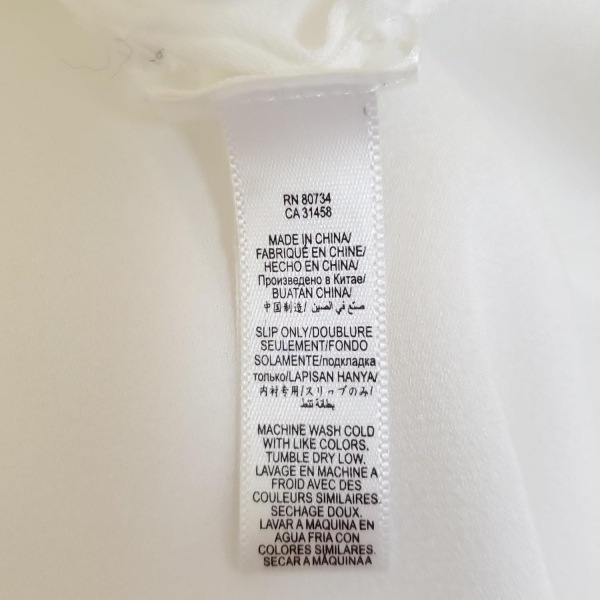 RN 80734
CA 31458
MADE IN CHINA/
FABRIQUÉ EN CHINE/
HECHO EN CHINA/
Произведено в Китае/
BUATAN CHINA/
中国制造/ صنع في الصين/
SLIP ONLY/DOUBLURE
SEULEMENT/FONDO
SOLAMENTE/подкладка
только/LAPISAN HANYA/
内衬专用/スリップのみ/
بطانة فقط
MACHINE WASH COLD
WITH LIKE COLORS.
TUMBLE DRY LOW.
LAVAGE EN MACHINE A
FROID AVEC DES
COULEURS SIMILAIRES.
SECHAGE DOUX.
LAVAR A MAQUINA EN
AGUA FRIA CON
COLORES SIMILARES.
SECAR A MÁQUINA A